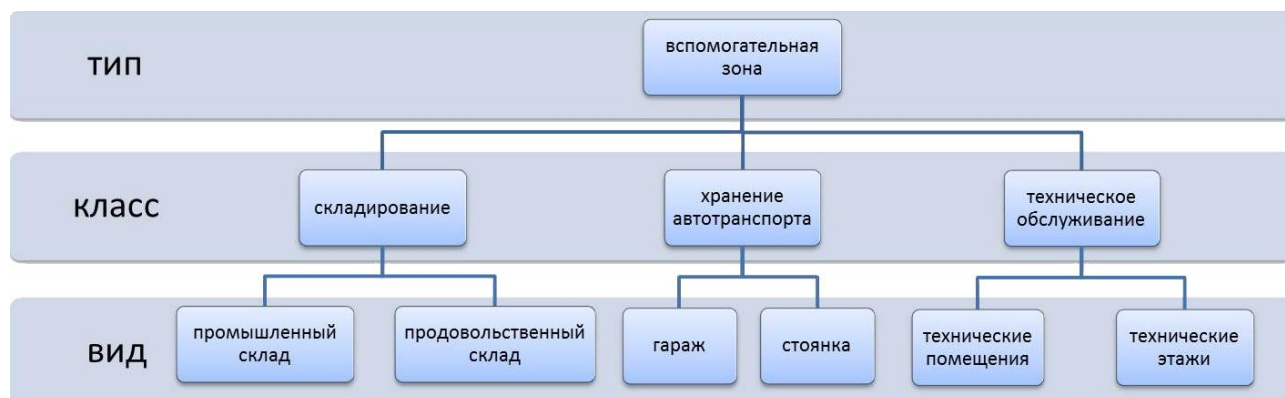 тип
вспомогательная
зона
класс
складирование
хранение
автотранспорта
техническое
обслуживание
вид
промышленный
склад
продовольственный
склад
гараж
стоянка
технические
помещения
технические
этажи